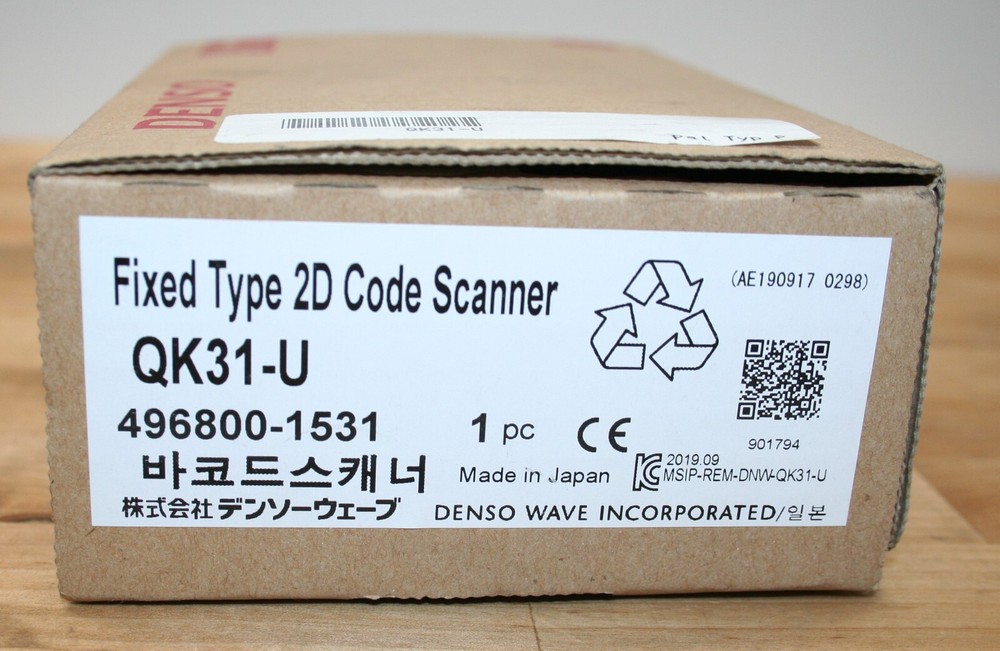 DENSO
QK31-U
Fixed Type 2D Code Scanner
(AE190917 0298)
QK31-U
496800-1531
1 pc
CE
901794
바코드스캐너
Made in Japan
2019.09
MSIP-REM-DNW-QK31-U
株式会社デンソーウェーブ
DENSO WAVE INCORPORATED/일본